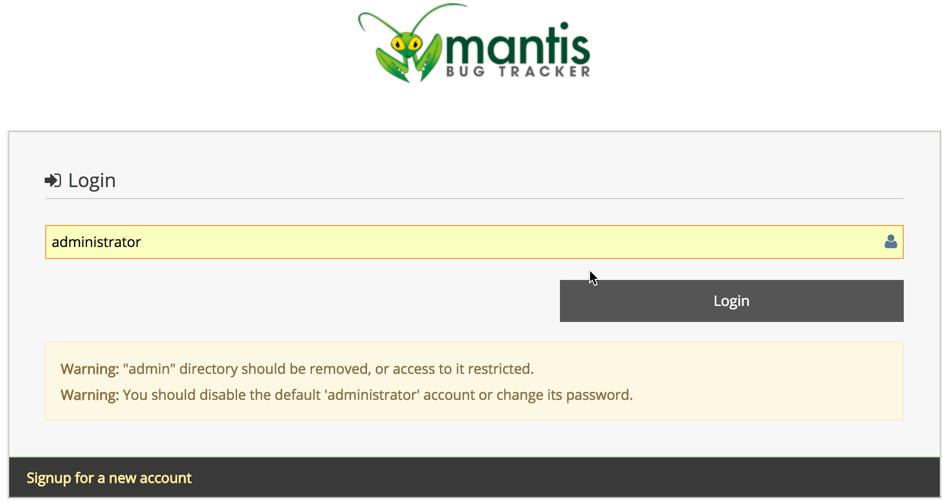 mantis
BUG TRACKER
Login
administrator
Login
Warning: "admin" directory should be removed, or access to it restricted.
Warning: You should disable the default 'administrator' account or change its password.
Signup for a new account